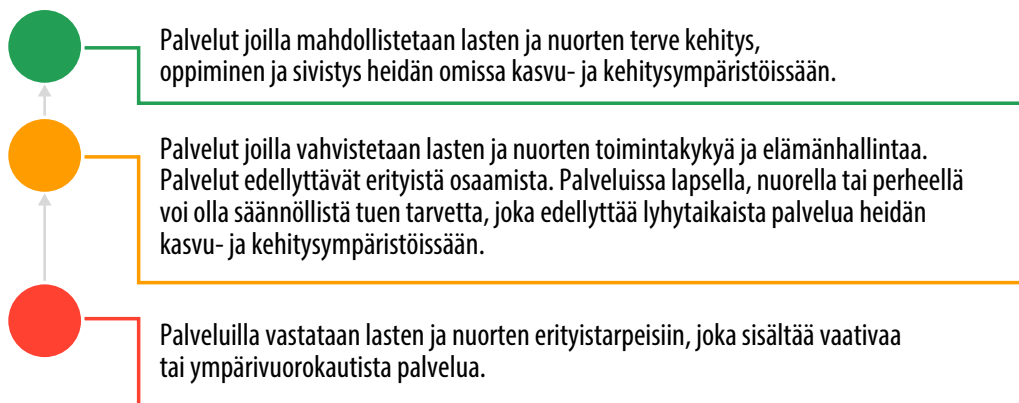 Palvelut joilla mahdollistetaan lasten ja nuorten terve kehitys,
oppiminen ja sivistys heidän omissa kasvu- ja kehitysympäristöissään.
Palvelut joilla vahvistetaan lasten ja nuorten toimintakykyä ja elämänhallintaa.
Palvelut edellyttävät erityistä osaamista. Palveluissa lapsella, nuorella tai perheellä
voi olla säännöllistä tuen tarvetta, joka edellyttää lyhytaikaista palvelua heidän
kasvu- ja kehitysympäristöissään.
Palveluilla vastataan lasten ja nuorten erityistarpeisiin, joka sisältää vaativaa
tai ympärivuorokautista palvelua.